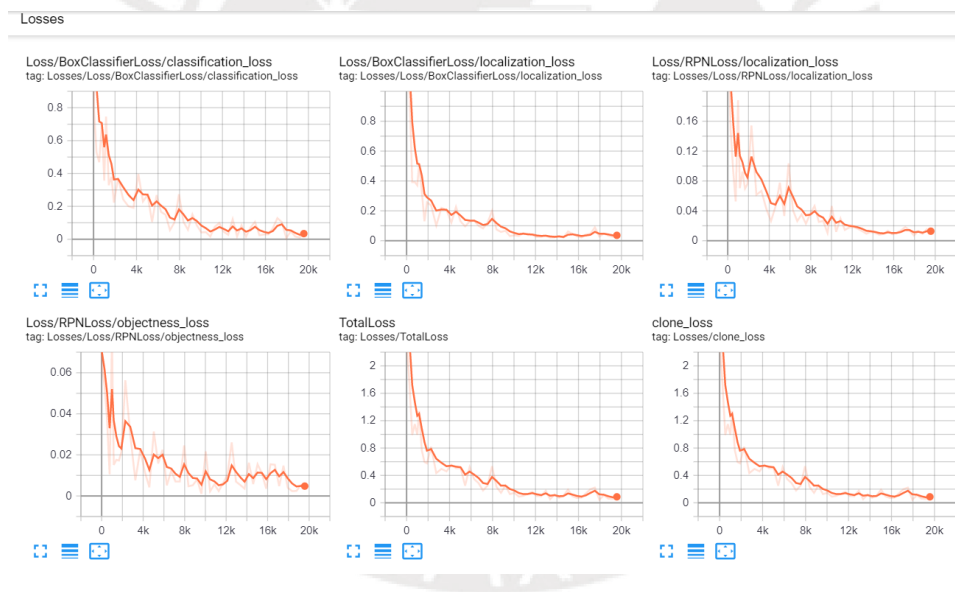 Losses
Loss/BoxClassifierLoss/classification_loss
tag: Losses/Loss/BoxClassifierLoss/classification_loss
0.8
0.6
0.4
0.2
0
0 4k 8k 12k 16k 20k
Loss/BoxClassifierLoss/localization_loss
tag: Losses/Loss/BoxClassifierLoss/localization_loss
0.8
0.6
0.4
0.2
0
0 4k 8k 12k 16k 20k
Loss/RPNLoss/localization_loss
tag: Losses/Loss/RPNLoss/localization_loss
0.16
0.12
0.08
0.04
0
0 4k 8k 12k 16k 20k
Loss/RPNLoss/objectness_loss
tag: Losses/Loss/RPNLoss/objectness_loss
0.06
0.04
0.02
0
0 4k 8k 12k 16k 20k
TotalLoss
tag: Losses/TotalLoss
2
1.6
1.2
0.8
0.4
0
0 4k 8k 12k 16k 20k
clone_loss
tag: Losses/clone_loss
2
1.6
1.2
0.8
0.4
0
0 4k 8k 12k 16k 20k